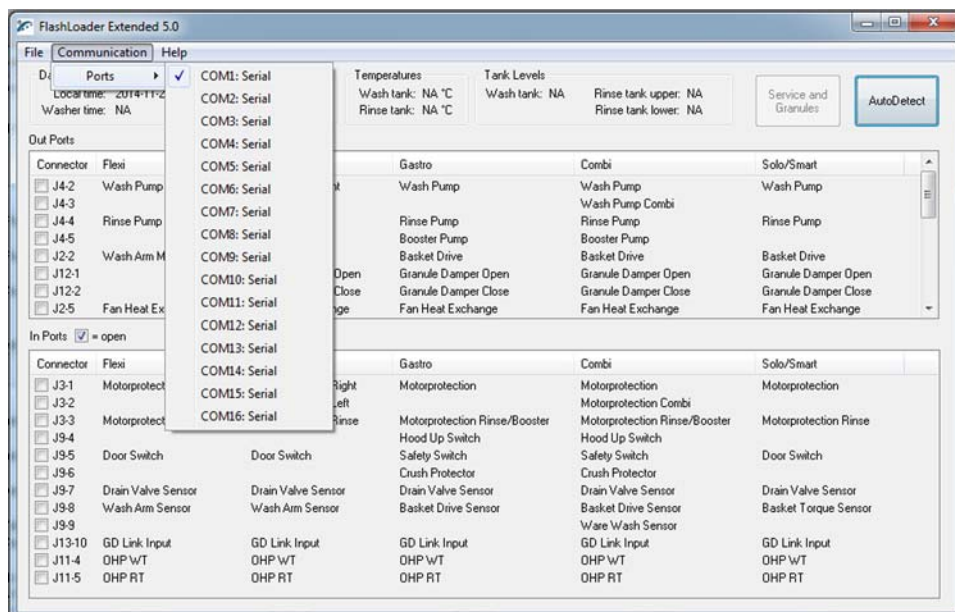 FlashLoader Extended 5.0
File Communication Help
Ports
COM1: Serial
COM2: Serial
COM3: Serial
COM4: Serial
COM5: Serial
COM6: Serial
COM7: Serial
COM8: Serial
COM9: Serial
COM10: Serial
COM11: Serial
COM12: Serial
COM13: Serial
COM14: Serial
COM15: Serial
COM16: Serial
Local time: 2014-11-2
Washer time: NA
Temperatures
Wash tank: NA °C
Rinse tank: NA °C
Tank Levels
Wash tank: NA Rinse tank upper: NA
Rinse tank lower: NA
Service and
Granules
AutoDetect
Out Ports
Connector Flexi Gastro Combi Solo/Smart
J4-2 Wash Pump Wash Pump Wash Pump Wash Pump
J4-3 Wash Pump Combi
J4-4 Rinse Pump Rinse Pump Rinse Pump Rinse Pump
J4-5 Booster Pump Booster Pump
J2-2 Wash Arm M Basket Drive Basket Drive Basket Drive
J12-1 Open Granule Damper Open Granule Damper Open Granule Damper Open
J12-2 Close Granule Damper Close Granule Damper Close Granule Damper Close
J2-5 Fan Heat Ex nge Fan Heat Exchange Fan Heat Exchange Fan Heat Exchange
In Ports = open
Connector Flexi Gastro Combi Solo/Smart
J3-1 Motorprotect Right Motorprotection Motorprotection Motorprotection
J3-2 Left Motorprotection Combi
J3-3 Motorprotect Rinse Motorprotection Rinse/Booster Motorprotection Rinse/Booster Motorprotection Rinse
J9-4 Hood Up Switch Hood Up Switch
J9-5 Door Switch Door Switch Safety Switch Safety Switch Door Switch
J9-6 Crush Protector Crush Protector
J9-7 Drain Valve Sensor Drain Valve Sensor Drain Valve Sensor Drain Valve Sensor Drain Valve Sensor
J9-8 Wash Arm Sensor Wash Arm Sensor Basket Drive Sensor Basket Drive Sensor Basket Torque Sensor
J9-9 Ware Wash Sensor
J13-10 GD Link Input GD Link Input GD Link Input GD Link Input GD Link Input
J11-4 OHP WT OHP WT OHP WT OHP WT OHP WT
J11-5 OHP RT OHP RT OHP RT OHP RT OHP RT